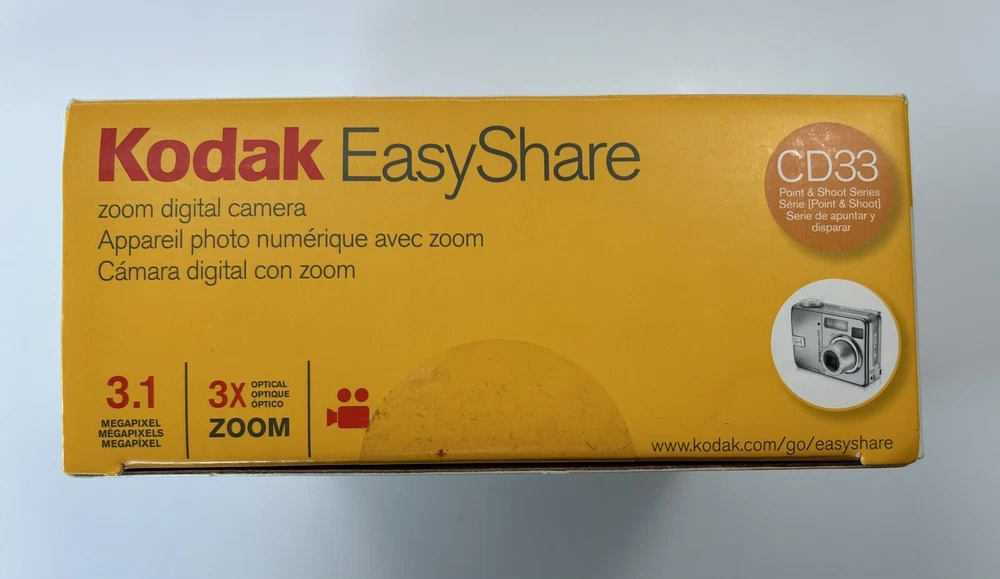 Kodak EasyShare
zoom digital camera
Appareil photo numérique avec zoom
Cámara digital con zoom
CD33
Point & Shoot Series
Série [Point & Shoot]
Serie de apuntar y
disparar
3.1
MEGAPIXEL
MÉGAPIXELS
MEGAPÍXEL
3X
OPTICAL
OPTIQUE
ÓPTICO
ZOOM
www.kodak.com/go/easyshare